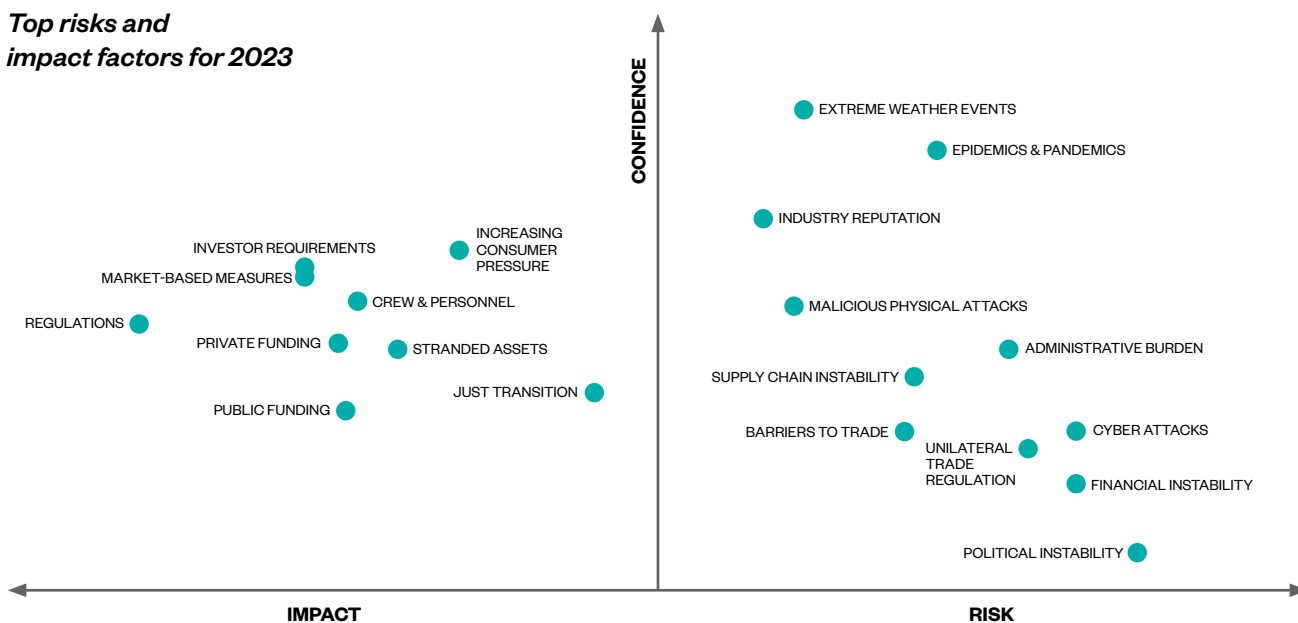 Top risks and
impact factors for 2023
CONFIDENCE
EXTREME WEATHER EVENTS
EPIDEMICS & PANDEMICS
INDUSTRY REPUTATION
INCREASING
CONSUMER
PRESSURE
INVESTOR REQUIREMENTS
MARKET-BASED MEASURES
CREW & PERSONNEL
MALICIOUS PHYSICAL ATTACKS
REGULATIONS
PRIVATE FUNDING
STRANDED ASSETS
ADMINISTRATIVE BURDEN
SUPPLY CHAIN INSTABILITY
JUST TRANSITION
PUBLIC FUNDING
BARRIERS TO TRADE
CYBER ATTACKS
UNILATERAL
TRADE
REGULATION
FINANCIAL INSTABILITY
POLITICAL INSTABILITY
IMPACT
RISK